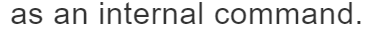 as an internal command.